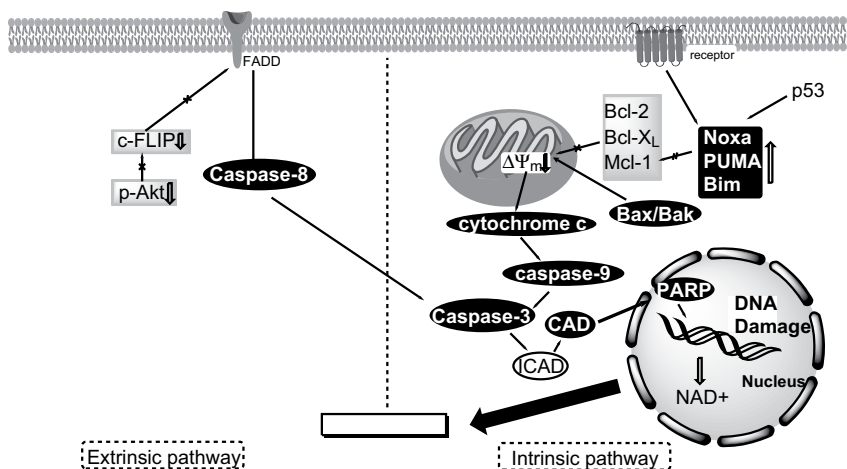 FADD
receptor
p53
c-FLIP
p-Akt
Caspase-8
Bcl-2
Bcl-XL
Mcl-1
Noxa
PUMA
Bim
ΔΨm
Bax/Bak
cytochrome c
caspase-9
Caspase-3
CAD
ICAD
PARP
DNA
Damage
Nucleus
NAD+
Extrinsic pathway
Intrinsic pathway